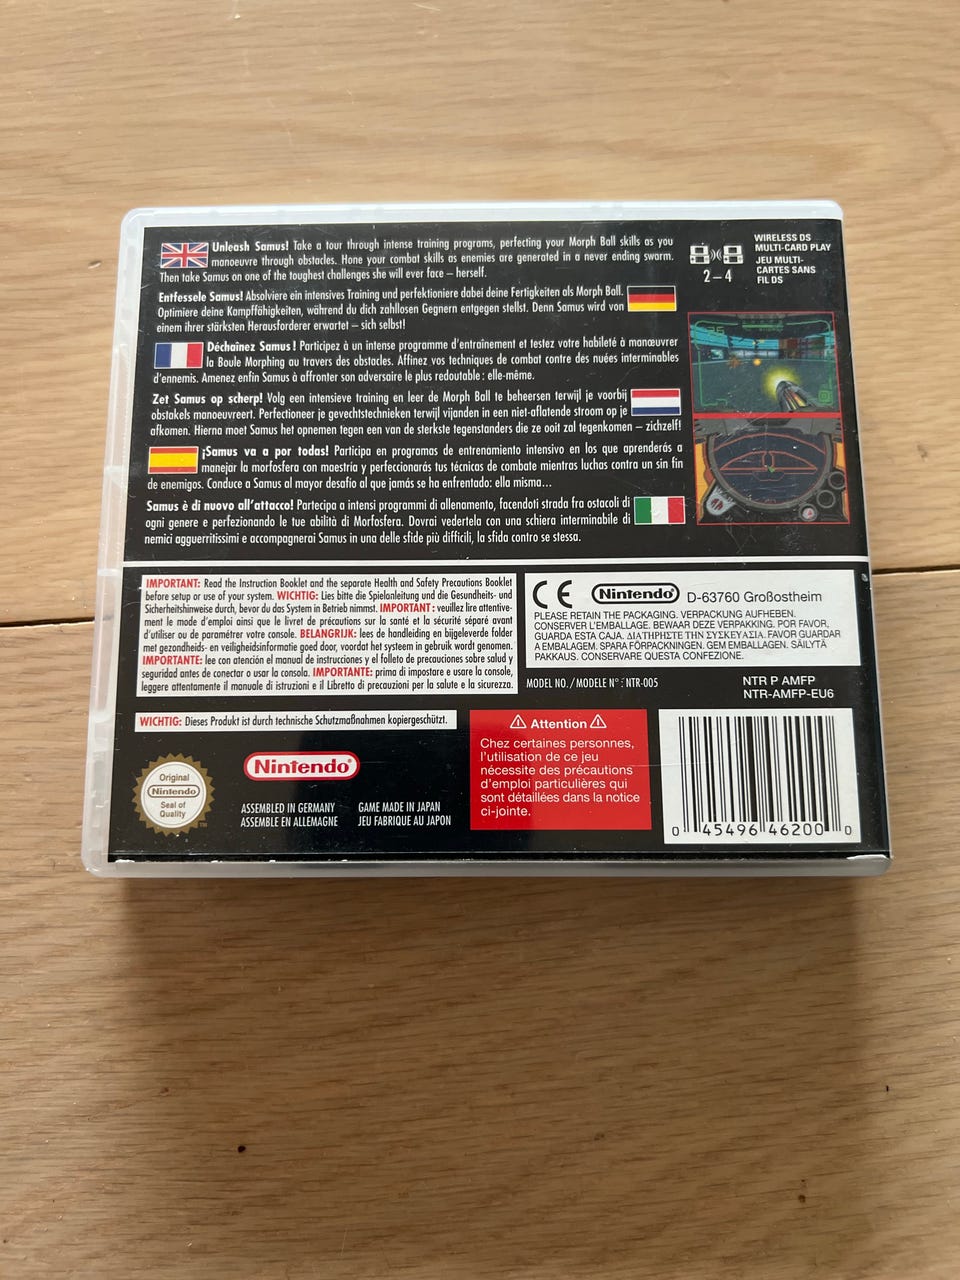 Unleash Samus! Take a tour through intense training programs, perfecting your Morph Ball skills as you
manoeuvre through obstacles. Hone your combat skills as enemies are generated in a never ending swarm.
Then take Samus on one of the toughest challenges she will ever face – herself.
Entfessele Samus! Absolviere ein intensives Training und perfektioniere dabei deine Fertigkeiten als Morph Ball.
Optimiere deine Kampffähigkeiten, während du dich zahllosen Gegnern entgegen stellst. Denn Samus wird von
einem ihrer stärksten Herausforderer erwartet – sich selbst!
Déchaînez Samus ! Participez à un intense programme d'entraînement et testez votre habileté à manœuvrer
la Boule Morphing au travers des obstacles. Affinez vos techniques de combat contre des nuées interminables
d'ennemis. Amenez enfin Samus à affronter son adversaire le plus redoutable : elle-même.
Zet Samus op scherp! Volg een intensieve training en leer de Morph Ball te beheersen terwijl je voorbij
obstakels manoeuvreert. Perfectioneer je gevechtstechnieken terwijl vijanden in een niet-aflatende stroom op je
afkomen. Hierna moet Samus het opnemen tegen een van de sterkste tegenstanders die ze ooit zal tegenkomen – zichzelf!
¡Samus va a por todas! Participa en programas de entrenamiento intensivo en los que aprenderás a
manejar la morfosfera con maestría y perfeccionarás tus técnicas de combate mientras luchas contra un sin fin
de enemigos. Conduce a Samus al mayor desafío al que jamás se ha enfrentado: ella misma...
Samus è di nuovo all'attacco! Partecipa a intensi programmi di allenamento, facendoti strada fra ostacoli di
ogni genere e perfezionando le tue abilità di Morfosfera. Dovrai vedertela con una schiera interminabile di
nemici agguerritissimi e accompagnerai Samus in una delle sfide più difficili, la sfida contro se stessa.
2–4
WIRELESS DS
MULTI-CARD PLAY
JEU MULTI-
CARTES SANS
FIL DS
IMPORTANT: Read the Instruction Booklet and the separate Health and Safety Precautions Booklet
before setup or use of your system. WICHTIG: Lies bitte die Spielanleitung und die Gesundheits- und
Sicherheitshinweise durch, bevor du das System in Betrieb nimmst. IMPORTANT : veuillez lire attentive-
ment le mode d'emploi ainsi que le livret de précautions sur la santé et la sécurité séparé avant
d'utiliser ou de paramétrer votre console. BELANGRIJK: lees de handleiding en bijgeleverde folder
met gezondheids- en veiligheidsinformatie goed door, voordat het systeem in gebruik wordt genomen.
IMPORTANTE: lee con atención el manual de instrucciones y el folleto de precauciones sobre salud y
seguridad antes de conectar o usar la consola. IMPORTANTE: prima di impostare e usare la console,
leggere attentamente il manuale di istruzioni e il Libretto di precauzioni per la salute e la sicurezza.
CE Nintendo D-63760 Großostheim
PLEASE RETAIN THE PACKAGING. VERPACKUNG AUFHEBEN.
CONSERVER L'EMBALLAGE. BEWAAR DEZE VERPAKKING. POR FAVOR,
GUARDA ESTA CAJA. ΔΙΑΤΗΡΗΣΤΕ ΤΗΝ ΣΥΣΚΕΥΑΣΙΑ. FAVOR GUARDAR
A EMBALAGEM. SPARA FÖRPACKNINGEN. GEM EMBALLAGEN. SÄILYTÄ
PAKKAUS. CONSERVARE QUESTA CONFEZIONE.
MODEL NO./MODELE N° : NTR-005
NTR P AMFP
NTR-AMFP-EU6
WICHTIG: Dieses Produkt ist durch technische Schutzmaßnahmen kopiergeschützt.
Original
Nintendo
Seal of
Quality
TM
Nintendo®
ASSEMBLED IN GERMANY
ASSEMBLE EN ALLEMAGNE
GAME MADE IN JAPAN
JEU FABRIQUE AU JAPON
Attention
Chez certaines personnes,
l'utilisation de ce jeu
nécessite des précautions
d'emploi particulières qui
sont détaillées dans la notice
ci-jointe.
0 45496 46200 0